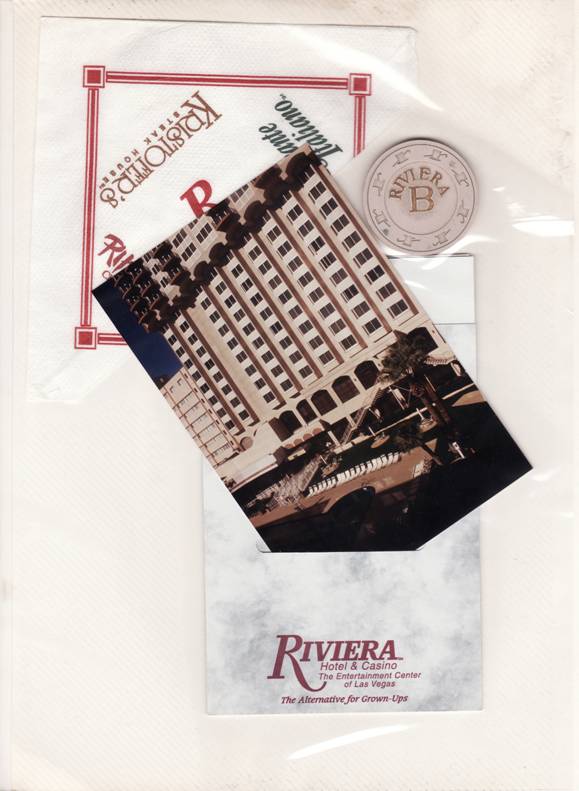 KRISTOFER'S
STEAK HOUSE
ante
Italiano
R
RIVIERA
B
RIVIERA
Hotel & Casino
The Entertainment Center
of Las Vegas
The Alternative for Grown-Ups